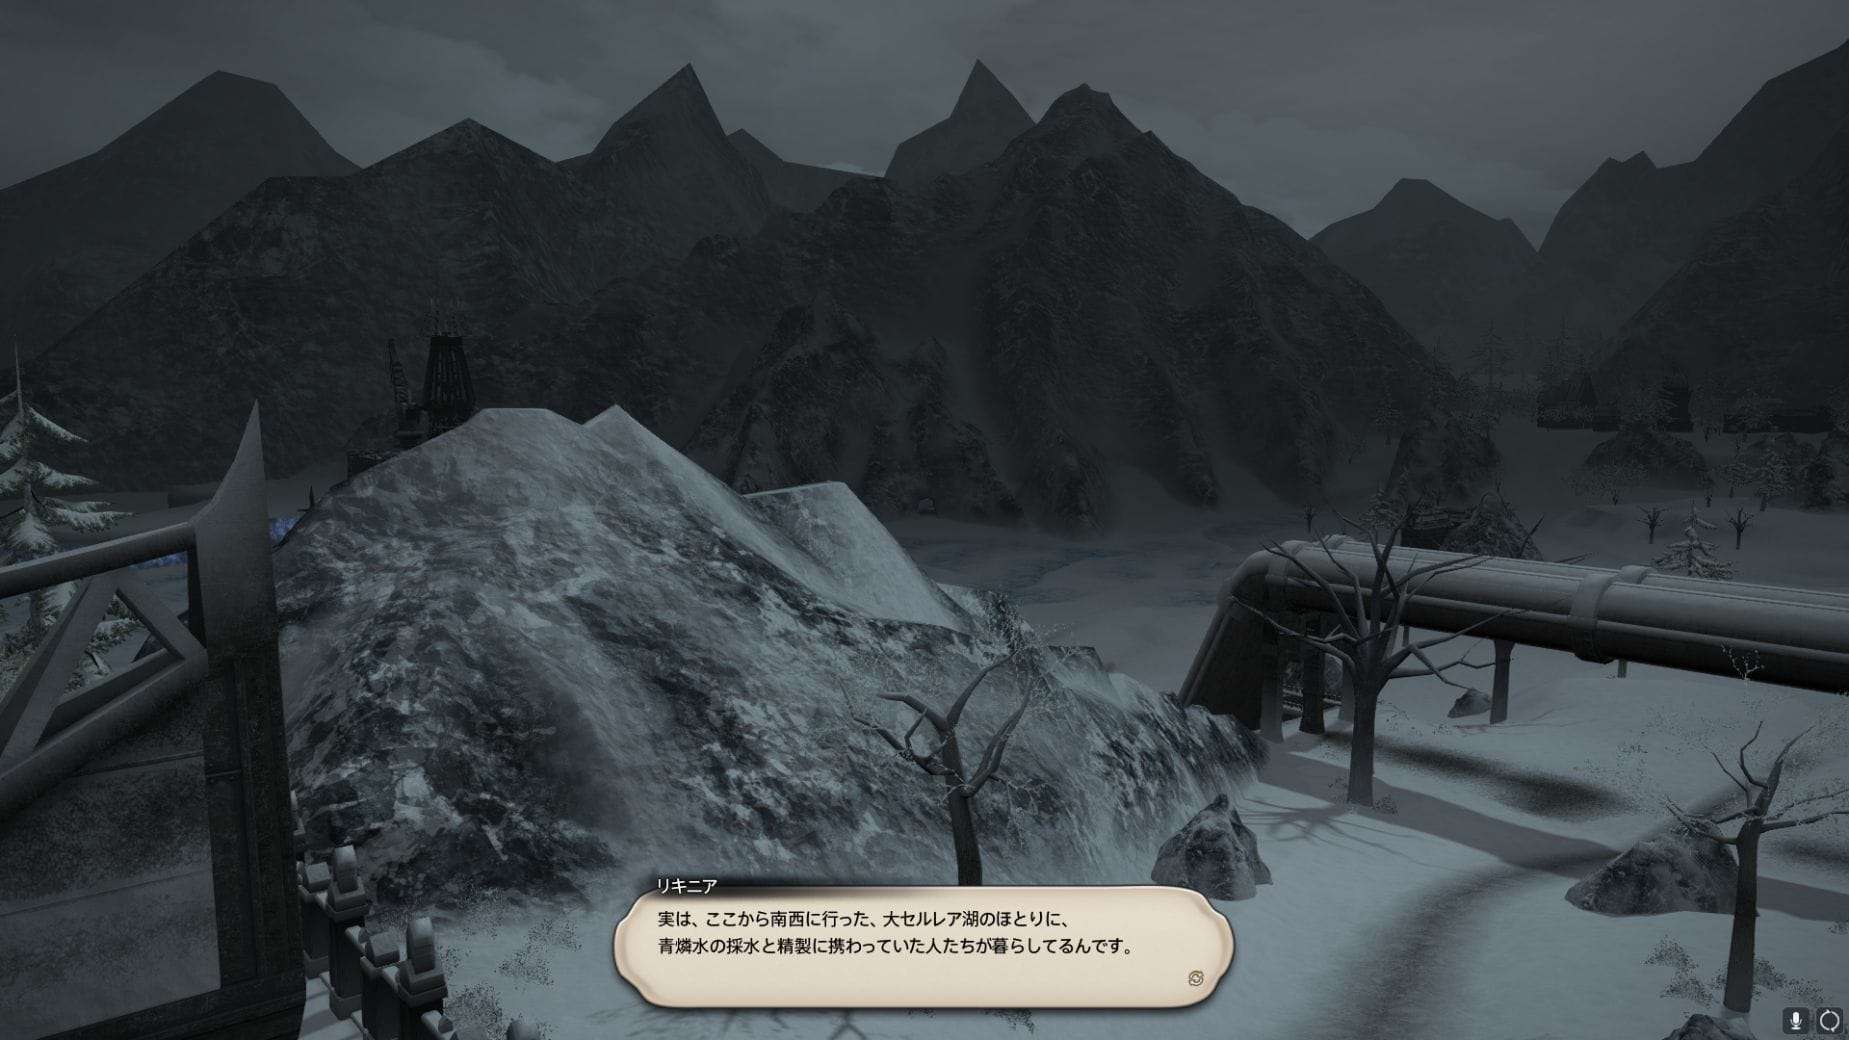 リキニア
実は、ここから南西に行った、大セルレア湖のほとりに、
青燐水の採水と精製に携わっていた人たちが暮らしてるんです。